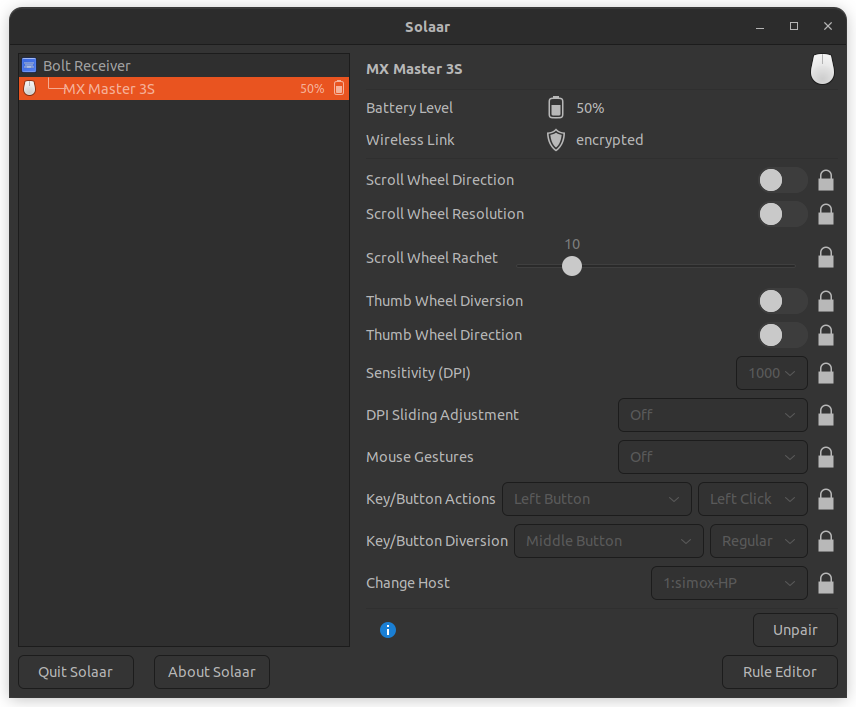 Solaar
Bolt Receiver
MX Master 3S 50%
MX Master 3S
Battery Level 50%
Wireless Link encrypted
Scroll Wheel Direction
Scroll Wheel Resolution
10
Scroll Wheel Rachet
Thumb Wheel Diversion
Thumb Wheel Direction
Sensitivity (DPI) 1000
DPI Sliding Adjustment Off
Mouse Gestures Off
Key/Button Actions Left Button Left Click
Key/Button Diversion Middle Button Regular
Change Host 1:simox-HP
Unpair
Quit Solaar About Solaar Rule Editor